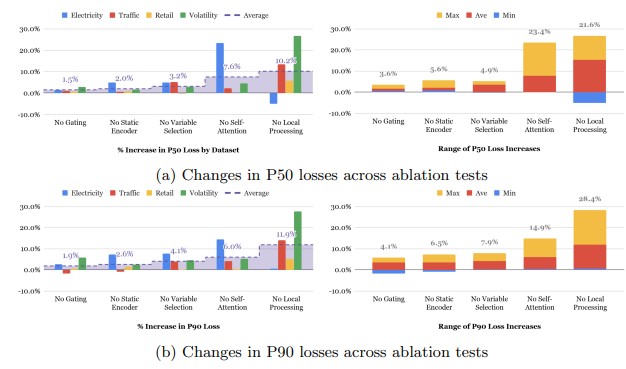 Electricity Traffic Retail Volatility Average
30.0%
20.0%
10.0%
0.0%
-10.0%
1.5%
2.0%
3.2%
7.6%
10.2%
No Gating
No Static Encoder
No Variable Selection
No Self-Attention
No Local Processing
% Increase in P50 Loss by Dataset
Max Ave Min
30.0%
20.0%
10.0%
0.0%
-10.0%
3.6%
5.6%
4.9%
23.4%
21.6%
No Gating
No Static Encoder
No Variable Selection
No Self-Attention
No Local Processing
Range of P50 Loss Increases
(a) Changes in P50 losses across ablation tests
Electricity Traffic Retail Volatility Average
30.0%
20.0%
10.0%
0.0%
-10.0%
1.9%
2.6%
4.1%
6.0%
11.9%
No Gating
No Static Encoder
No Variable Selection
No Self-Attention
No Local Processing
% Increase in P90 Loss
Max Ave Min
30.0%
20.0%
10.0%
0.0%
-10.0%
4.1%
6.5%
7.9%
14.9%
28.4%
No Gating
No Static Encoder
No Variable Selection
No Self-Attention
No Local Processing
Range of P90 Loss Increases
(b) Changes in P90 losses across ablation tests